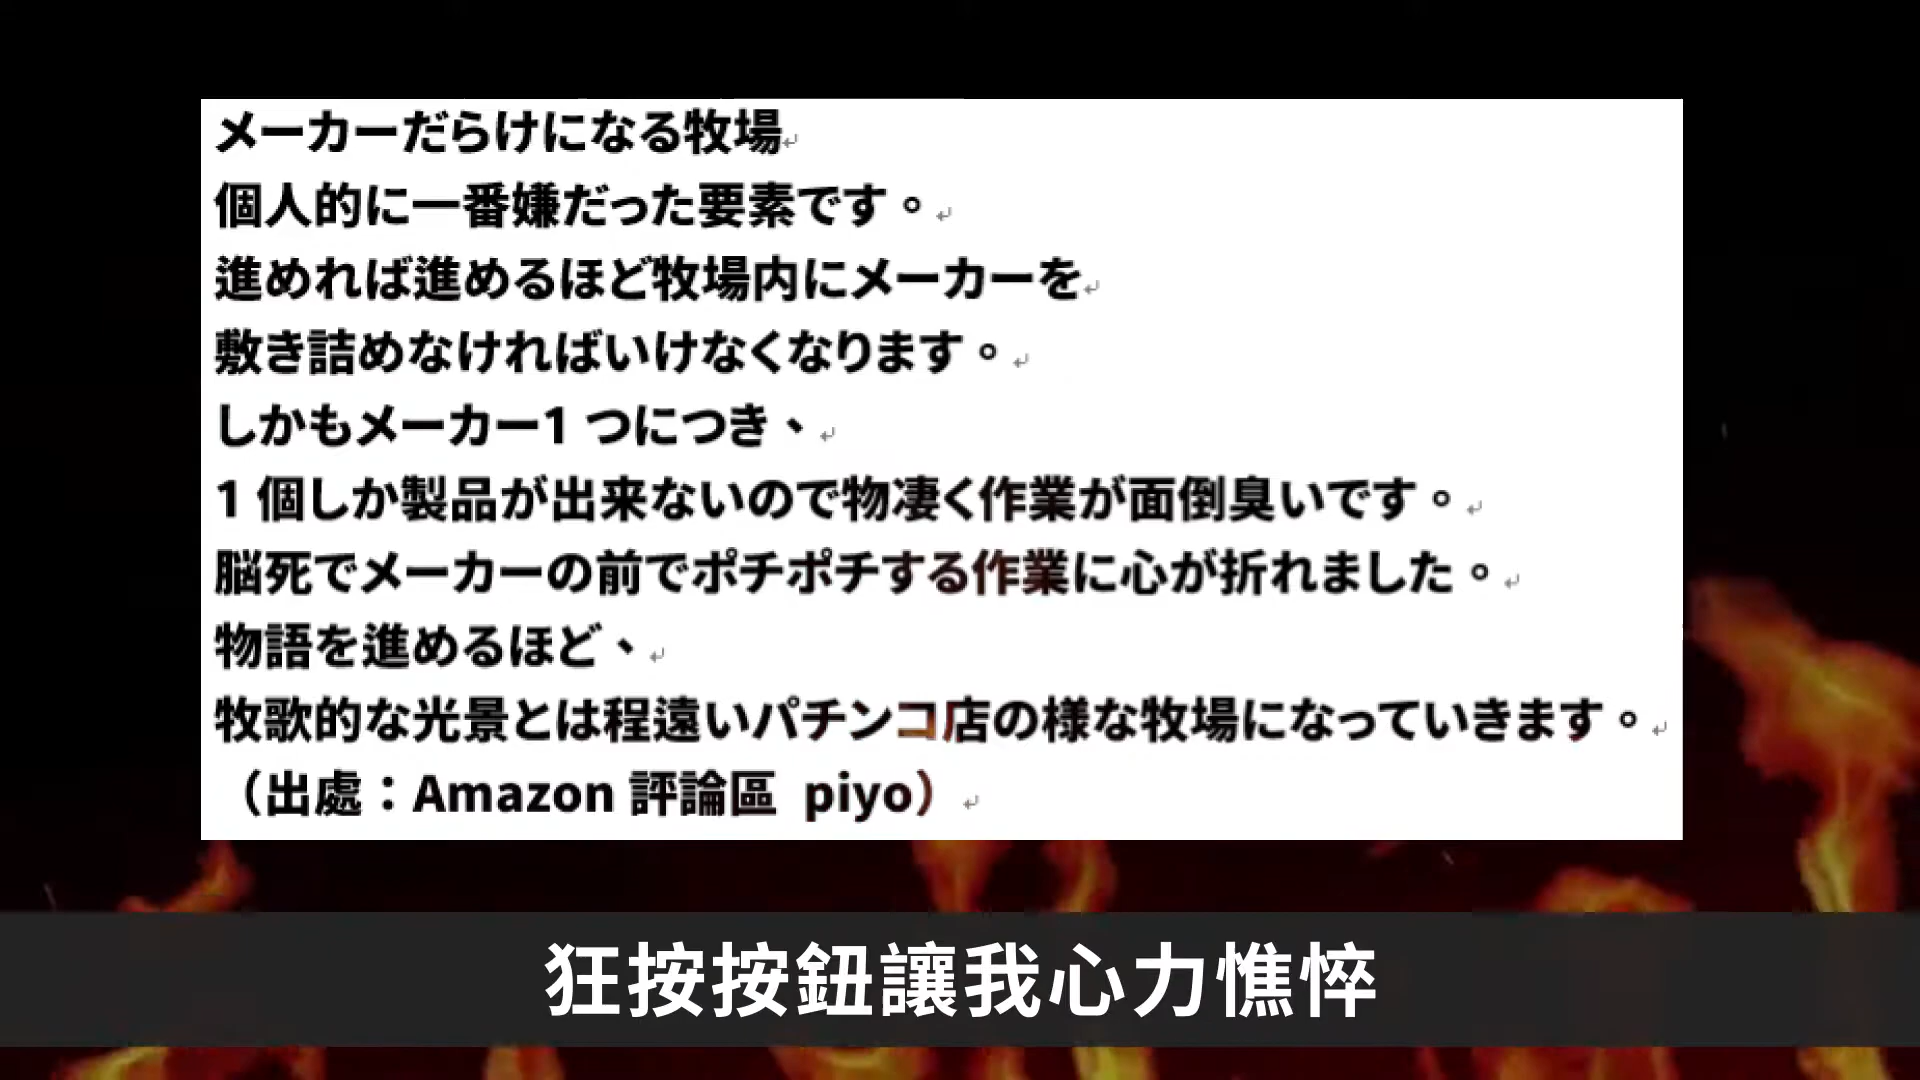 メーカーだらけになる牧場
個人的に一番嫌だった要素です。
進めれば進めるほど牧場内にメーカーを
敷き詰めなければいけなくなります。
しかもメーカー1 つにつき、
1 個しか製品が出来ないので物凄く作業が面倒臭いです。
脳死でメーカーの前でポチポチする作業に心が折れました。
物語を進めるほど、
牧歌的な光景とは程遠いパチンコ店の様な牧場になっていきます。
（出處：Amazon 評論區 piyo）
狂按按鈕讓我心力憔悴